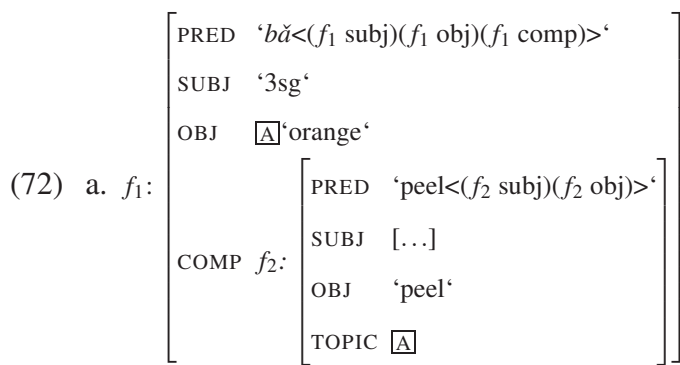 PRED ‘bǎ<(f₁ subj)(f₁ obj)(f₁ comp)>‘
SUBJ ‘3sg‘
OBJ A‘orange‘
(72) a. f₁:
PRED ‘peel<(f₂ subj)(f₂ obj)>‘
SUBJ […]
COMP f₂:
OBJ ‘peel‘
TOPIC A